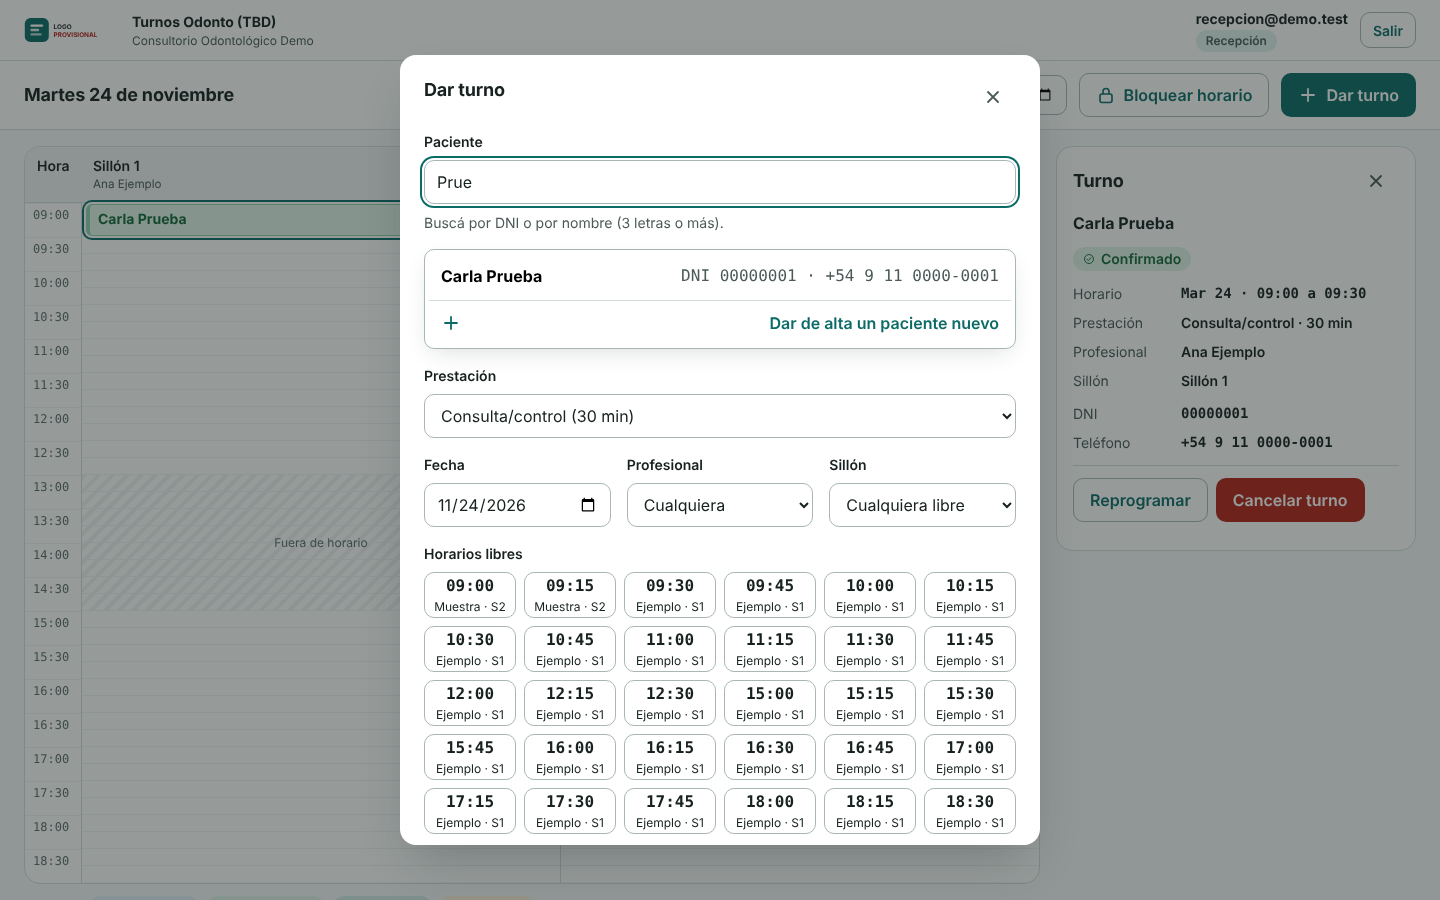 LOGO
PROVISIONAL
Turnos Odonto (TBD)
Consultorio Odontológico Demo
recepcion@demo.test
Recepción
Salir
Martes 24 de noviembre
Bloquear horario
Dar turno
Hora
Sillón 1
Ana Ejemplo
09:00
Carla Prueba
09:30
10:00
10:30
11:00
11:30
12:00
12:30
13:00
13:30
Fuera de horario
14:00
14:30
15:00
15:30
16:00
16:30
17:00
17:30
18:00
18:30
Dar turno
Paciente
Prue
Buscá por DNI o por nombre (3 letras o más).
Carla Prueba DNI 00000001 · +54 9 11 0000-0001
Dar de alta un paciente nuevo
Prestación
Consulta/control (30 min)
Fecha Profesional Sillón
11/24/2026 Cualquiera Cualquiera libre
Horarios libres
09:00 09:15 09:30 09:45 10:00 10:15
Muestra · S2 Muestra · S2 Ejemplo · S1 Ejemplo · S1 Ejemplo · S1 Ejemplo · S1
10:30 10:45 11:00 11:15 11:30 11:45
Ejemplo · S1 Ejemplo · S1 Ejemplo · S1 Ejemplo · S1 Ejemplo · S1 Ejemplo · S1
12:00 12:15 12:30 15:00 15:15 15:30
Ejemplo · S1 Ejemplo · S1 Ejemplo · S1 Ejemplo · S1 Ejemplo · S1 Ejemplo · S1
15:45 16:00 16:15 16:30 16:45 17:00
Ejemplo · S1 Ejemplo · S1 Ejemplo · S1 Ejemplo · S1 Ejemplo · S1 Ejemplo · S1
17:15 17:30 17:45 18:00 18:15 18:30
Ejemplo · S1 Ejemplo · S1 Ejemplo · S1 Ejemplo · S1 Ejemplo · S1 Ejemplo · S1
Turno
Carla Prueba
Confirmado
Horario Mar 24 · 09:00 a 09:30
Prestación Consulta/control · 30 min
Profesional Ana Ejemplo
Sillón Sillón 1
DNI 00000001
Teléfono +54 9 11 0000-0001
Reprogramar
Cancelar turno